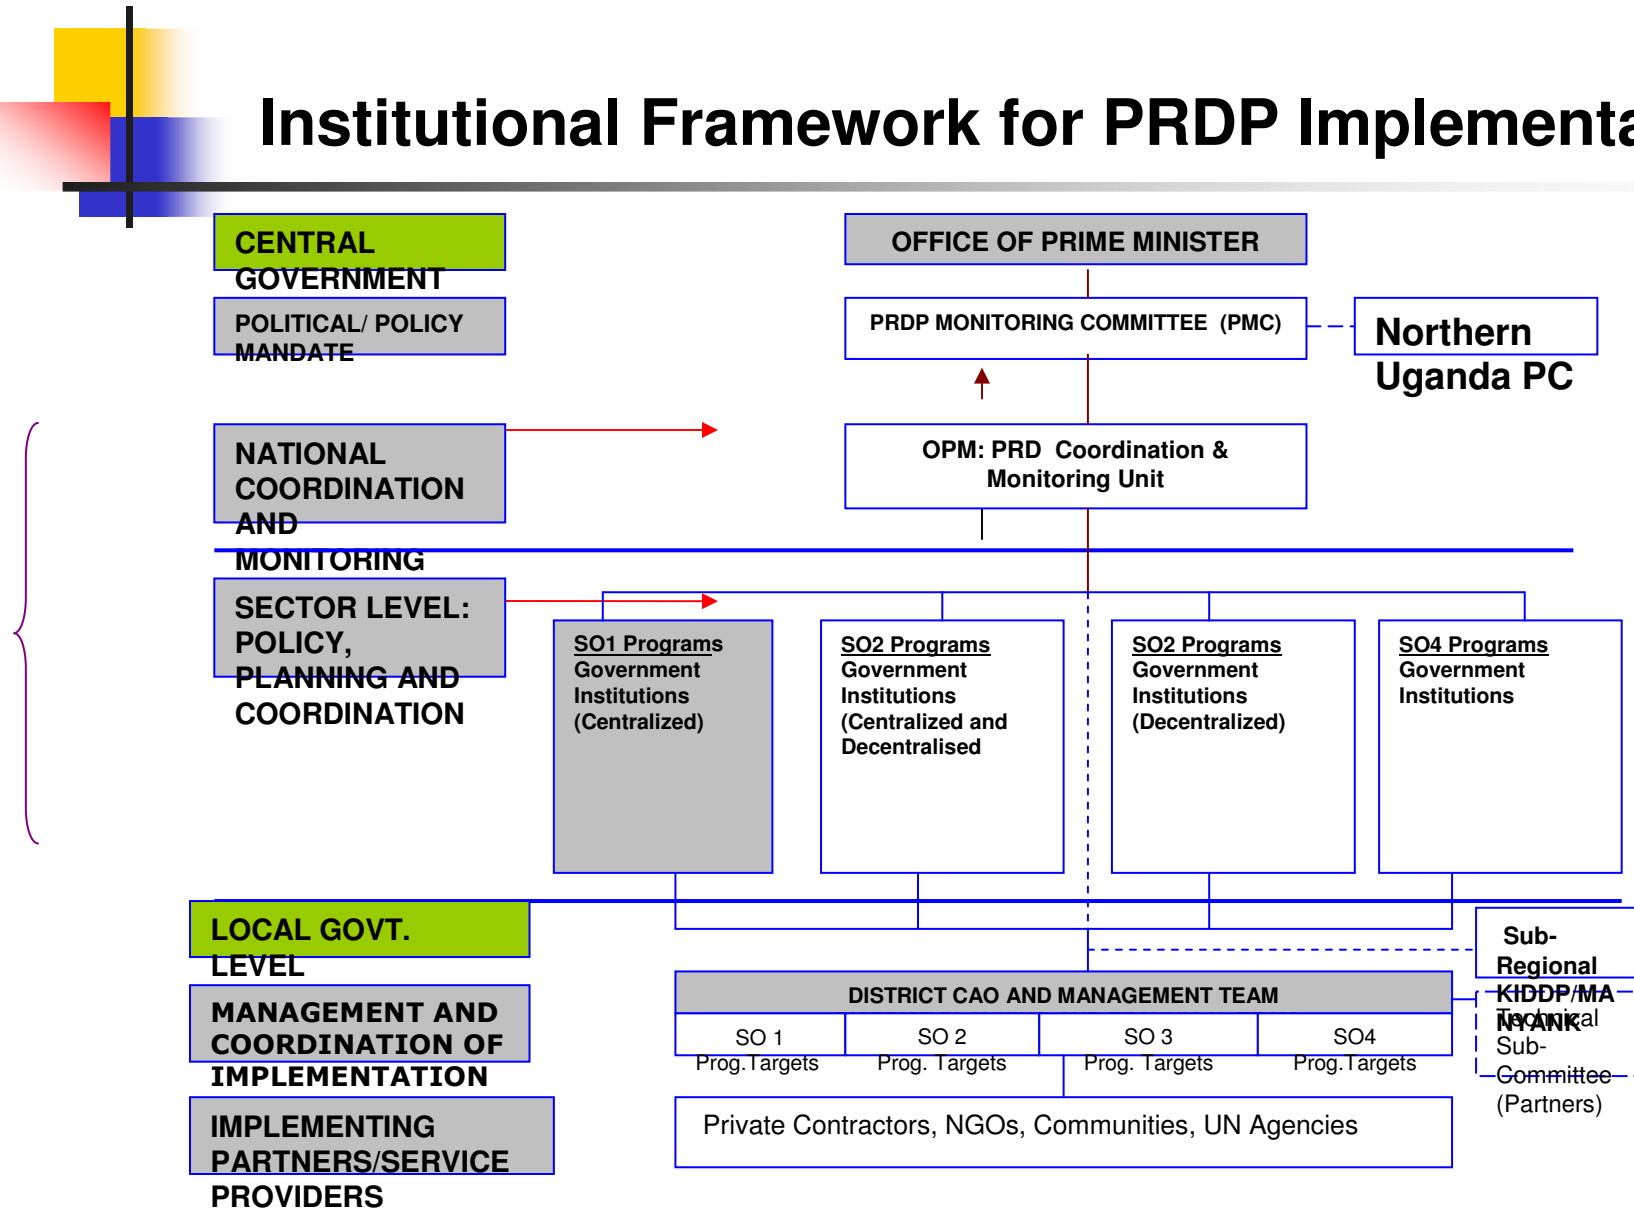 Institutional Framework for PRDP Implementa
CENTRAL
GOVERNMENT
OFFICE OF PRIME MINISTER
POLITICAL/ POLICY
MANDATE
PRDP MONITORING COMMITTEE (PMC)
Northern
Uganda PC
NATIONAL
COORDINATION
AND
MONITORING
OPM: PRD Coordination &
Monitoring Unit
SECTOR LEVEL:
POLICY,
PLANNING AND
COORDINATION
SO1 Programs
Government
Institutions
(Centralized)
SO2 Programs
Government
Institutions
(Centralized and
Decentralised
SO2 Programs
Government
Institutions
(Decentralized)
SO4 Programs
Government
Institutions
LOCAL GOVT.
LEVEL
Sub-
Regional
KIDDP/MA
NYANK
MANAGEMENT AND
COORDINATION OF
IMPLEMENTATION
DISTRICT CAO AND MANAGEMENT TEAM
SO 1
Prog.Targets
SO 2
Prog. Targets
SO 3
Prog. Targets
SO4
Prog.Targets
Technical
Sub-
Committee
(Partners)
IMPLEMENTING
PARTNERS/SERVICE
PROVIDERS
Private Contractors, NGOs, Communities, UN Agencies